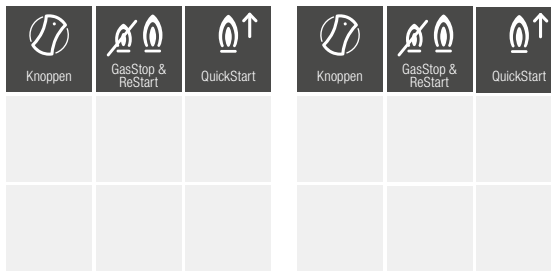 Knoppen
GasStop &
ReStart
QuickStart
Knoppen
GasStop &
ReStart
QuickStart